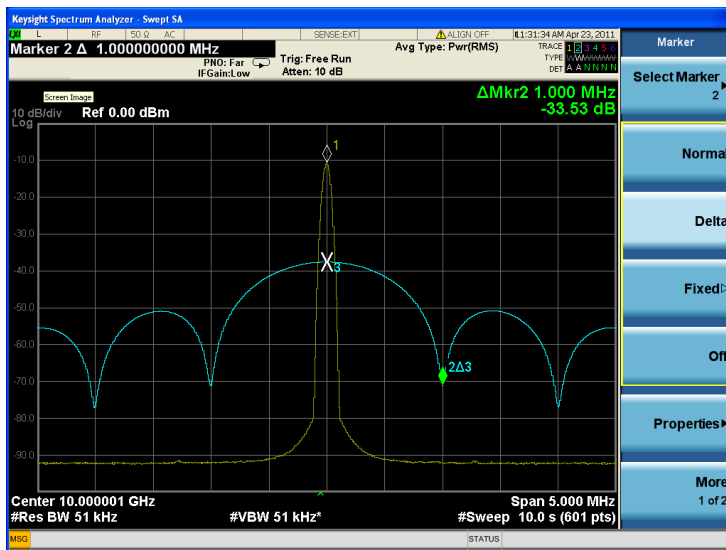 Keysight Spectrum Analyzer - Swept SA
LXI L RF 50 Ω AC SENSE:EXT ALIGN OFF 11:31:34 AM Apr 23, 2011
Marker 2 Δ 1.000000000 MHz
PNO: Far
IFGain:Low
Trig: Free Run
Atten: 10 dB
Avg Type: Pwr(RMS)
TRACE 1 2 3 4 5 6
TYPE
DET A A N N N N
Screen Image
ΔMkr2 1.000 MHz
-33.53 dB
10 dB/div Ref 0.00 dBm
Log
1
-10.0
-20.0
-30.0
3
-40.0
-50.0
-60.0
2Δ3
-70.0
-80.0
-90.0
Center 10.000001 GHz Span 5.000 MHz
#Res BW 51 kHz #VBW 51 kHz* #Sweep 10.0 s (601 pts)
MSG STATUS
Marker
Select Marker
2
Normal
Delta
Fixed
Off
Properties
More
1 of 2